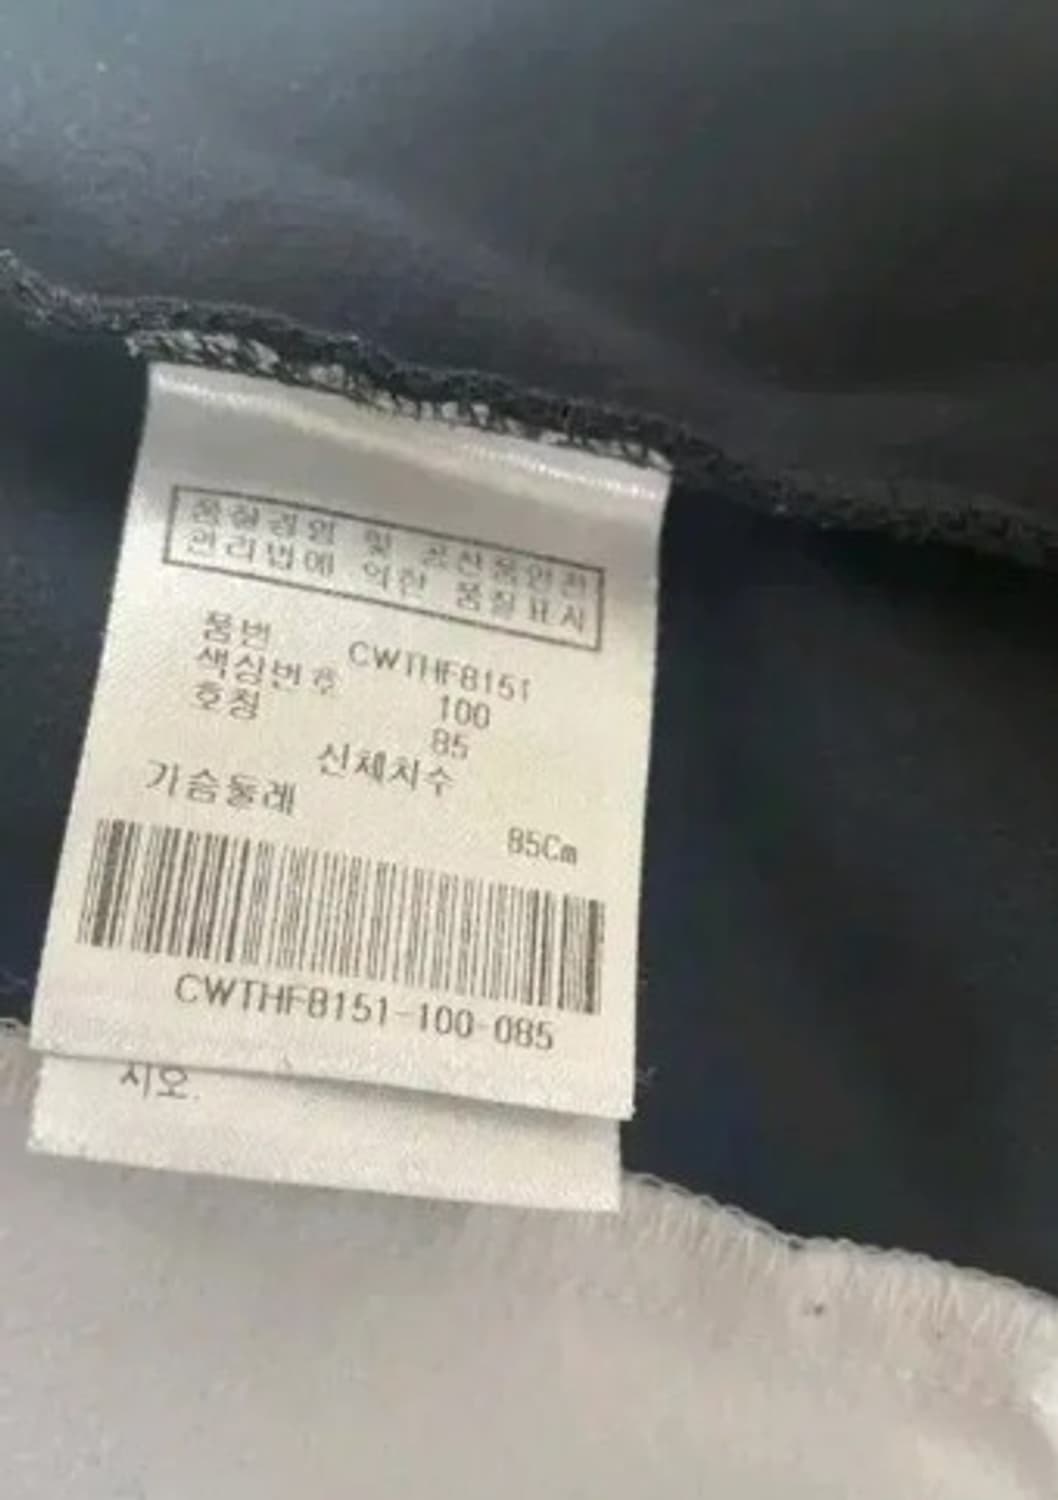 품질경영 및 공산품안전
관리법에 의한 품질표시
품번 CWTHF8151
색상번호 100
호칭 85
신체치수
가슴둘레 85Cm
CWTHF8151-100-085
시오.